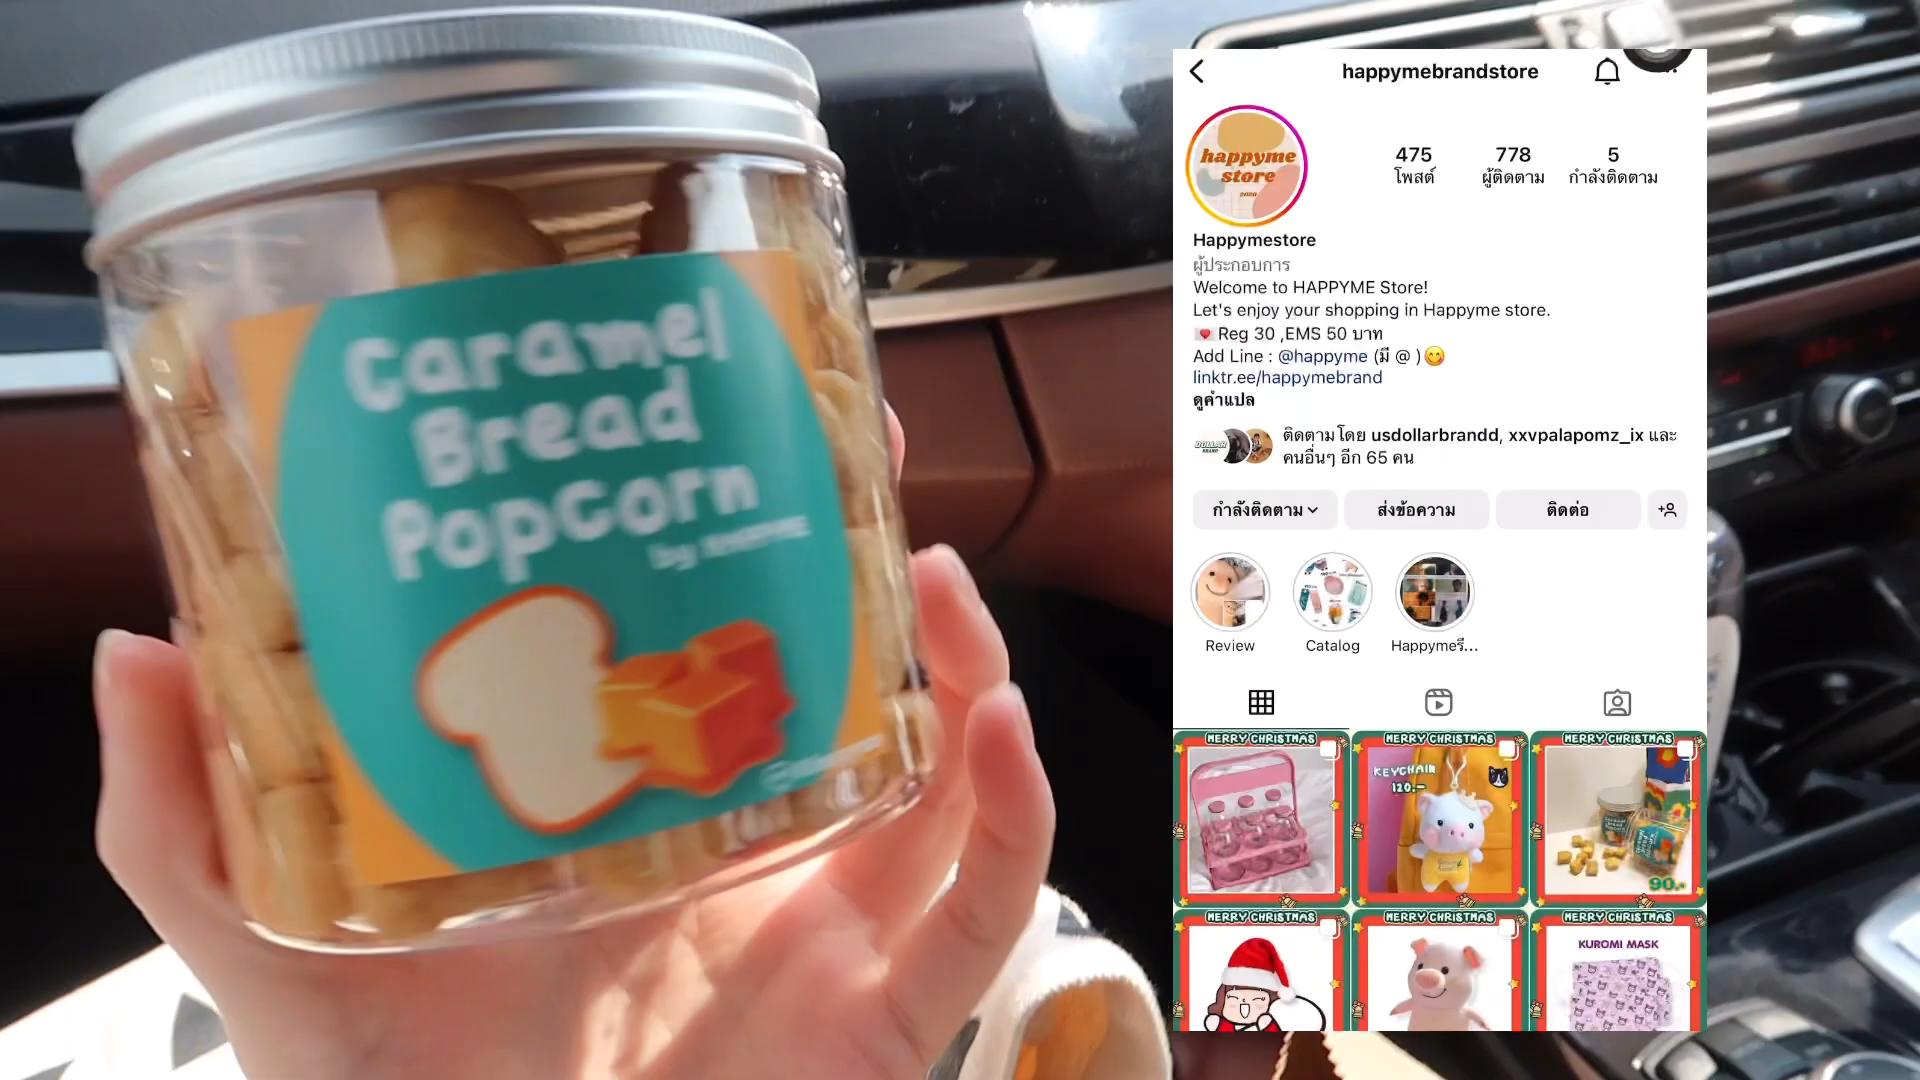 Caramel
Bread
Popcorn
by
happymebrandstore
happyme
store
2020
475
โพสต์
778
ผู้ติดตาม
5
กำลังติดตาม
Happymestore
ผู้ประกอบการ
Welcome to HAPPYME Store!
Let's enjoy your shopping in Happyme store.
💌 Reg 30 ,EMS 50 บาท
Add Line : @happyme (มี @ )😋
linktr.ee/happymebrand
ดูคำแปล
ติดตามโดย usdollarbrandd, xxvpalapomz_ix และ
คนอื่นๆ อีก 65 คน
กำลังติดตาม
ส่งข้อความ
ติดต่อ
Review
Catalog
Happymeรี...
MERRY CHRISTMAS
MERRY CHRISTMAS
KEYCHAIN
120.-
MERRY CHRISTMAS
90.-
MERRY CHRISTMAS
MERRY CHRISTMAS
MERRY CHRISTMAS
KUROMI MASK